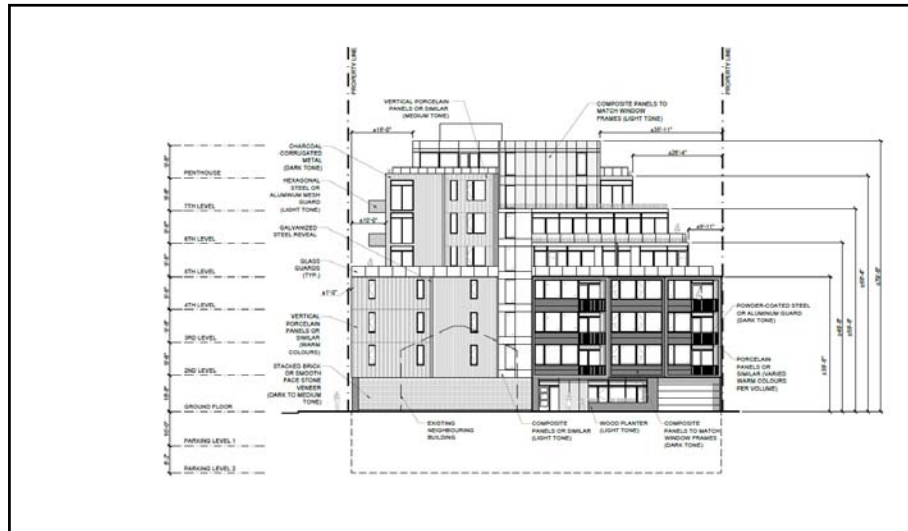 PROPERTY LINE
PROPERTY LINE
VERTICAL PORCELAIN
PANELS OR SIMILAR
(MEDIUM TONE)
COMPOSITE PANELS TO
MATCH WINDOW
FRAMES (LIGHT TONE)
CHARCOAL
CORRUGATED
METAL
(DARK TONE)
HEXAGONAL
STEEL OR
ALUMINUM MESH
GUARD
(LIGHT TONE)
GALVANIZED
STEEL REVEAL
GLASS
GUARDS
(TYP.)
VERTICAL
PORCELAIN
PANELS OR
SIMILAR
(WARM
COLOURS)
STACKED BRICK
OR SMOOTH
FACE STONE
VENEER
(DARK TO MEDIUM
TONE)
PENTHOUSE
7TH LEVEL
6TH LEVEL
5TH LEVEL
4TH LEVEL
3RD LEVEL
2ND LEVEL
GROUND FLOOR
PARKING LEVEL 1
PARKING LEVEL 2
POWDER-COATED STEEL
OR ALUMINUM GUARD
(DARK TONE)
PORCELAIN
PANELS OR
SIMILAR (VARIED
WARM COLOURS
PER VOLUME)
EXISTING
NEIGHBOURING
BUILDING
COMPOSITE
PANELS OR SIMILAR
(LIGHT TONE)
WOOD PLANTER
(LIGHT TONE)
COMPOSITE
PANELS TO MATCH
WINDOW FRAMES
(DARK TONE)